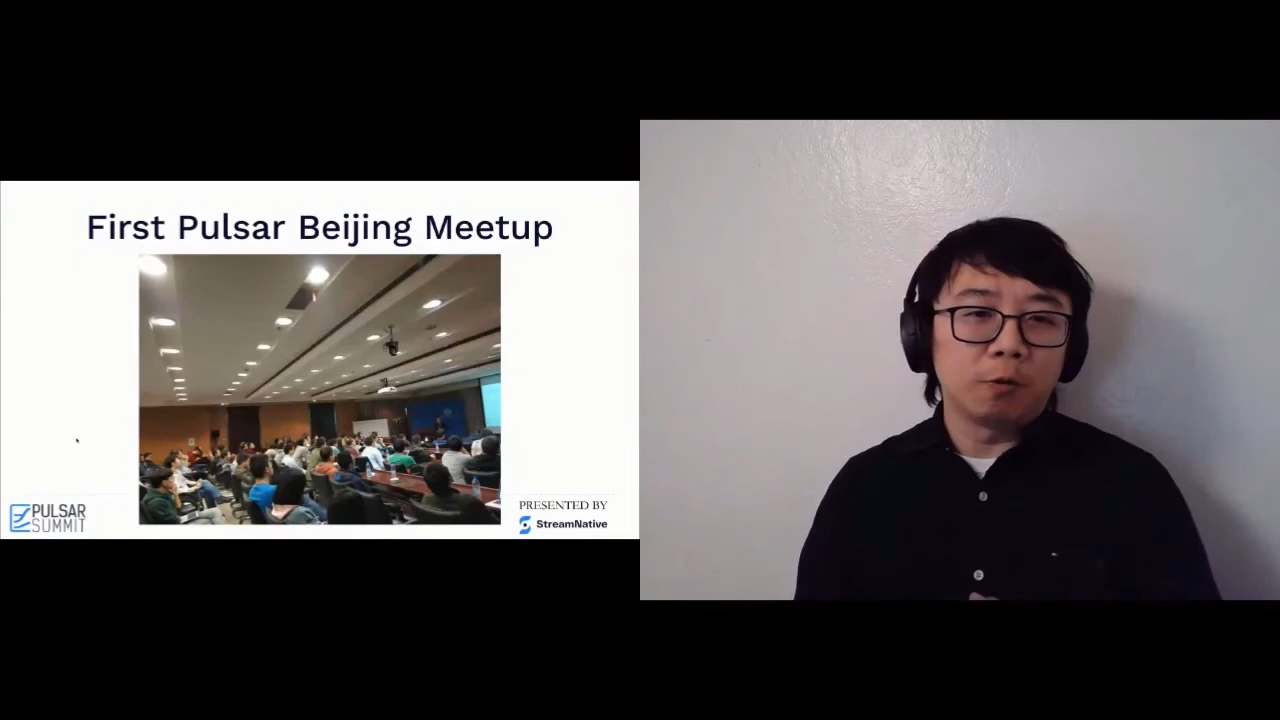 First Pulsar Beijing Meetup
PULSAR
SUMMIT
PRESENTED BY
StreamNative